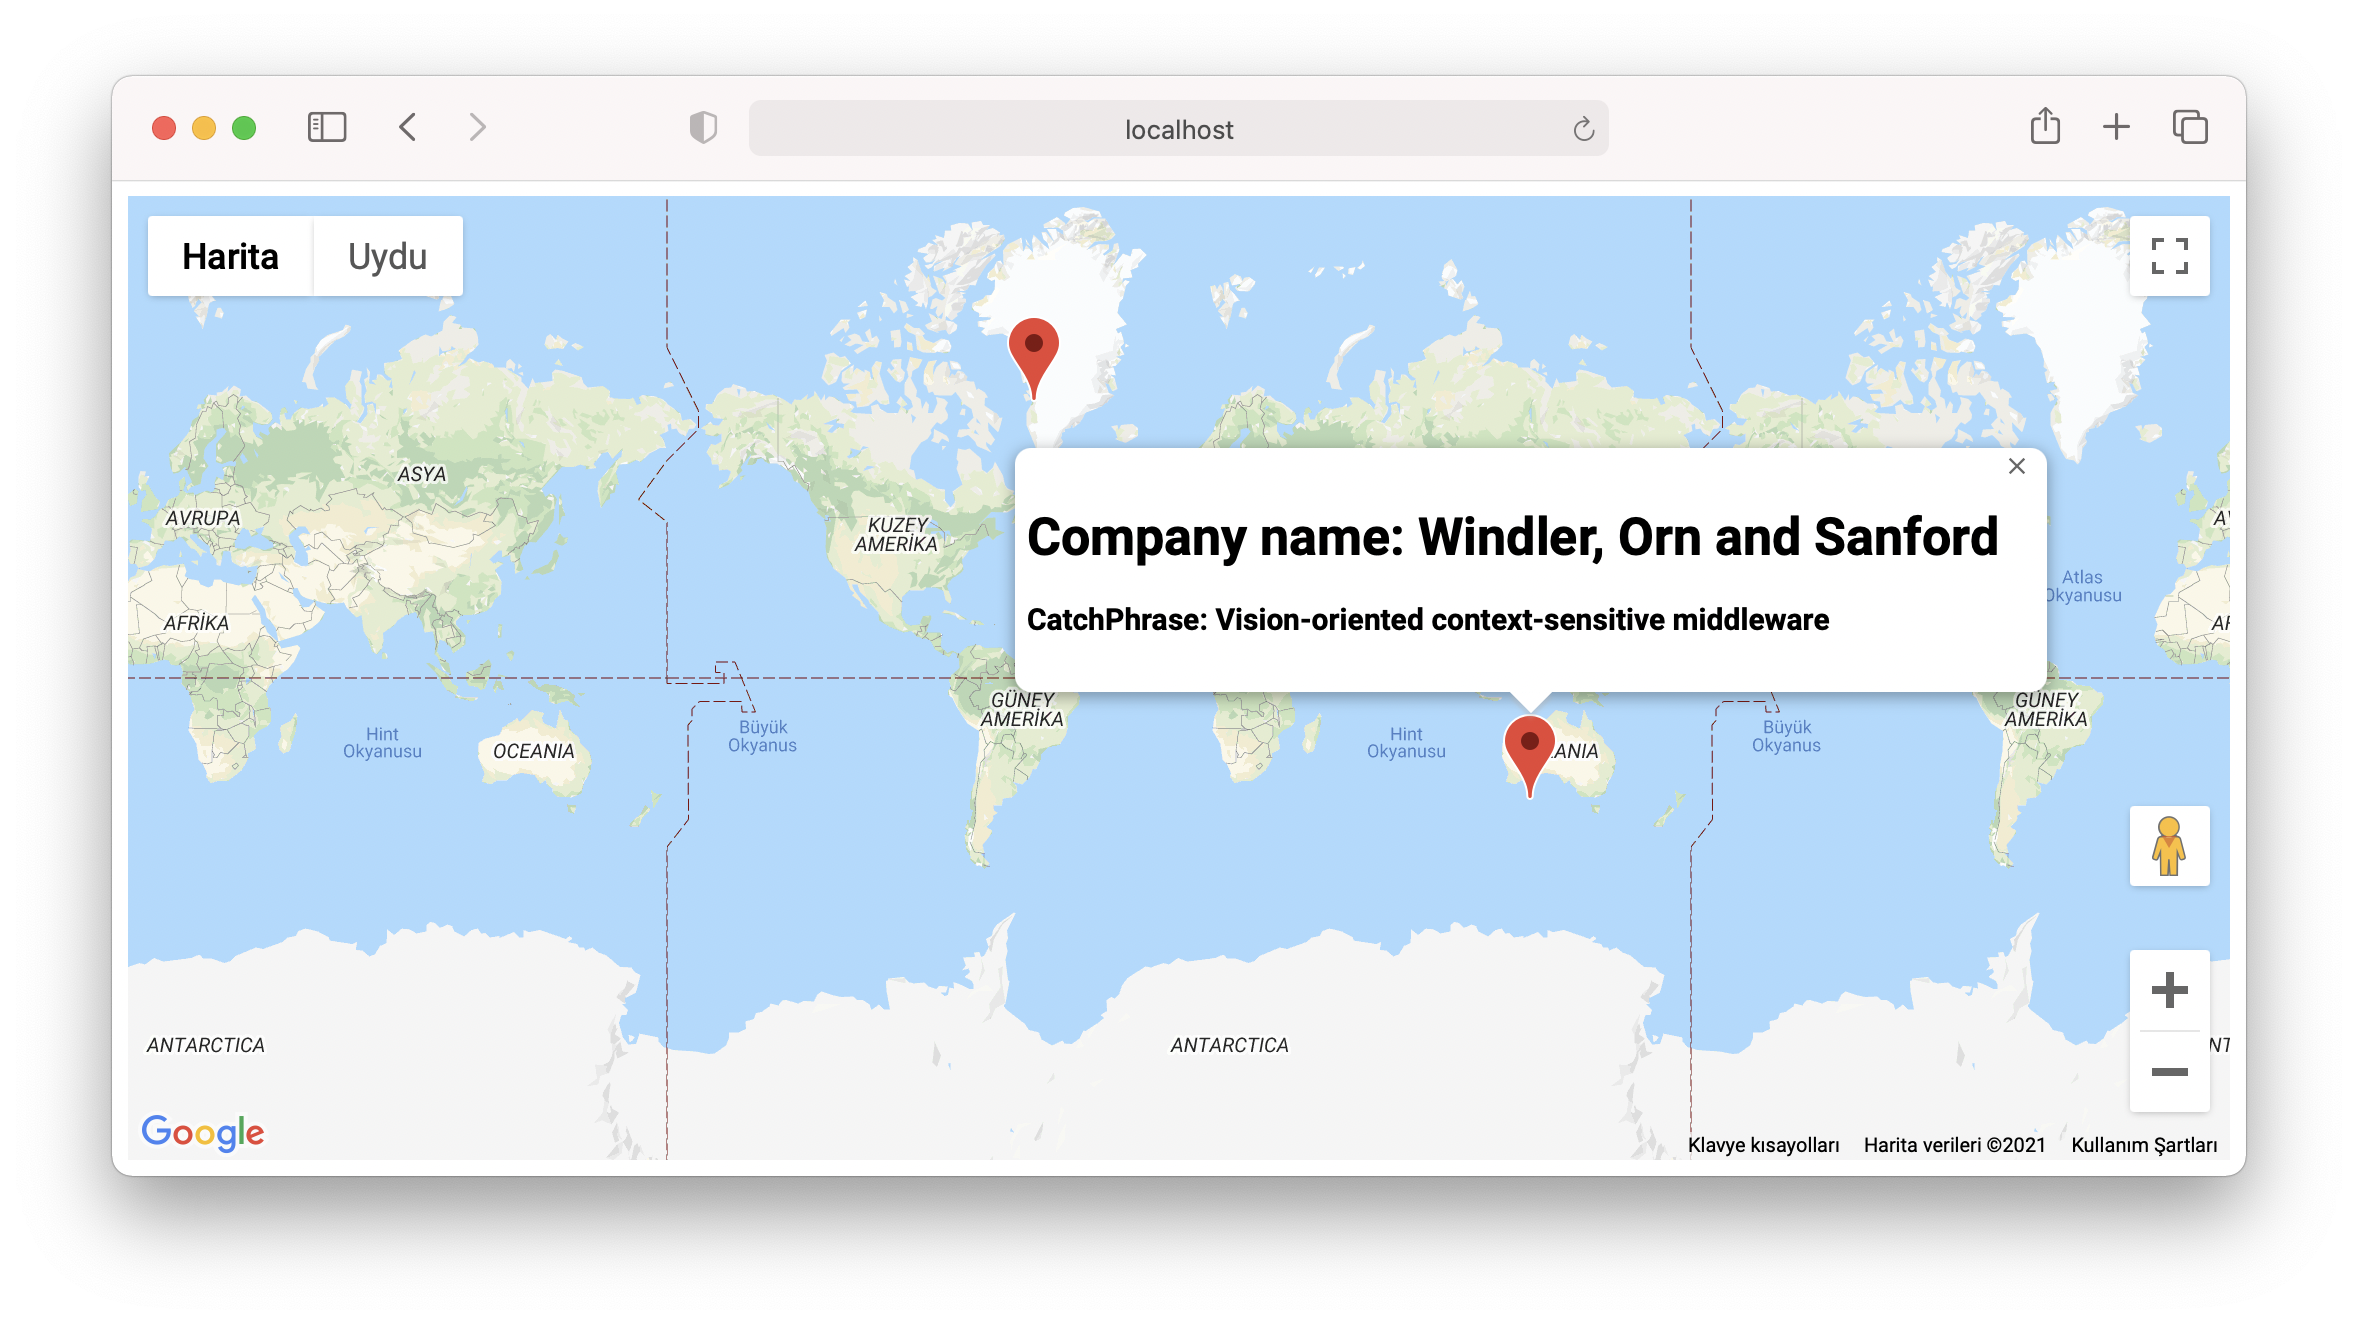 localhost
Harita
Uydu
ASYA
AVRUPA
KUZEY
AMERİKA
Company name: Windler, Orn and Sanford
CatchPhrase: Vision-oriented context-sensitive middleware
Atlas
Okyanusu
AFRİKA
GÜNEY
AMERİKA
GÜNEY
AMERİKA
Hint
Okyanusu
OCEANIA
Büyük
Okyanus
Hint
Okyanusu
ANIA
Büyük
Okyanus
ANTARCTICA
ANTARCTICA
NT
Google
Klavye kısayolları
Harita verileri ©2021
Kullanım Şartları